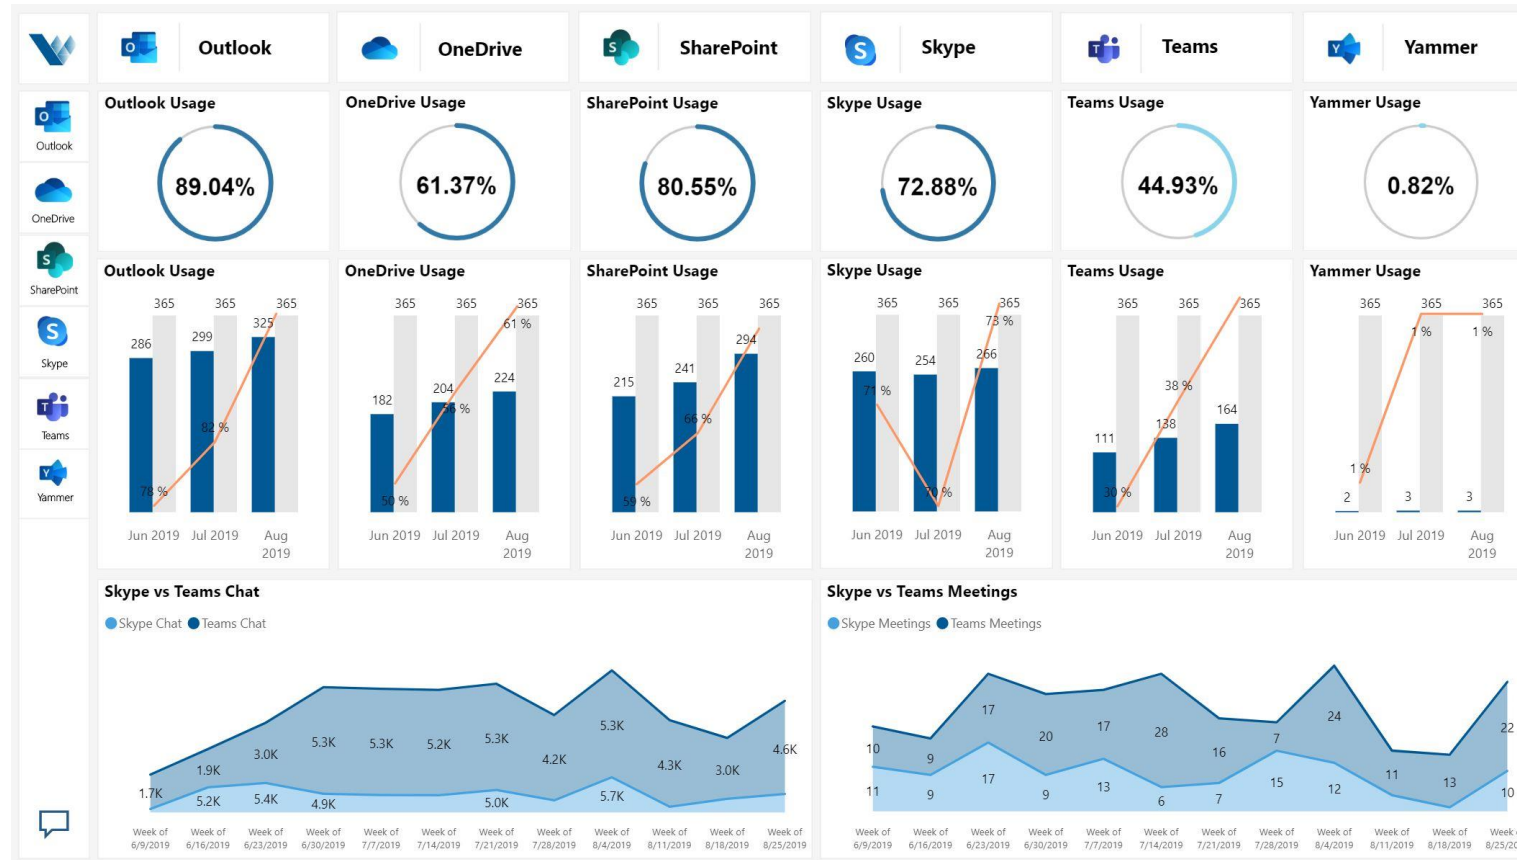 Outlook
OneDrive
SharePoint
Skype
Teams
Yammer
Outlook
OneDrive
SharePoint
Skype
Teams
Yammer
Outlook Usage
89.04%
OneDrive Usage
61.37%
SharePoint Usage
80.55%
Skype Usage
72.88%
Teams Usage
44.93%
Yammer Usage
0.82%
Outlook Usage
365 365 365
286 299 325
78 % 82 %
Jun 2019 Jul 2019 Aug
2019
OneDrive Usage
365 365 365
182 204 224
50 % 56 % 61 %
Jun 2019 Jul 2019 Aug
2019
SharePoint Usage
365 365 365
215 241 294
59 % 66 %
Jun 2019 Jul 2019 Aug
2019
Skype Usage
365 365 365
260 254 266
71 % 70 % 73 %
Jun 2019 Jul 2019 Aug
2019
Teams Usage
365 365 365
111 138 164
30 % 38 %
Jun 2019 Jul 2019 Aug
2019
Yammer Usage
365 365 365
1 % 1 % 1 %
2 3 3
Jun 2019 Jul 2019 Aug
2019
Skype vs Teams Chat
Skype Chat Teams Chat
1.7K 1.9K 3.0K 5.3K 5.3K 5.2K 5.3K 4.2K 5.3K 4.3K 3.0K 4.6K
5.2K 5.4K 4.9K 5.0K 5.7K
Week of Week of Week of Week of Week of Week of Week of Week of Week of Week of Week of Week of
6/9/2019 6/16/2019 6/23/2019 6/30/2019 7/7/2019 7/14/2019 7/21/2019 7/28/2019 8/4/2019 8/11/2019 8/18/2019 8/25/2019
Skype vs Teams Meetings
Skype Meetings Teams Meetings
10 9 17 20 17 28 16 7 24 11 13 22
11 9 17 9 13 6 7 15 12 10
Week of Week of Week of Week of Week of Week of Week of Week of Week of Week of Week of Week
6/9/2019 6/16/2019 6/23/2019 6/30/2019 7/7/2019 7/14/2019 7/21/2019 7/28/2019 8/4/2019 8/11/2019 8/18/2019 8/25/20